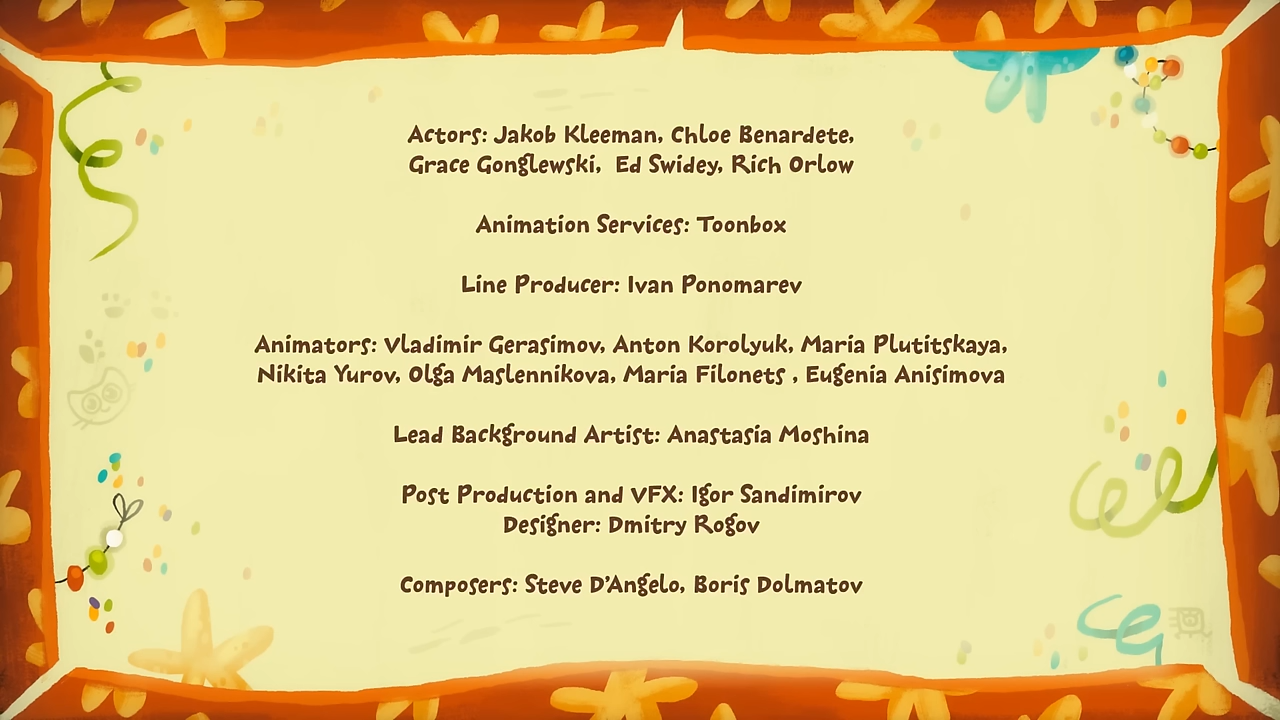 Actors: Jakob Kleeman, Chloe Benardete,
Grace Gonglewski, Ed Swidey, Rich Orlow
Animation Services: Toonbox
Line Producer: Ivan Ponomarev
Animators: Vladimir Gerasimov, Anton Korolyuk, Maria Plutitskaya,
Nikita Yurov, Olga Maslennikova, Maria Filonets , Eugenia Anisimova
Lead Background Artist: Anastasia Moshina
Post Production and VFX: Igor Sandimirov
Designer: Dmitry Rogov
Composers: Steve D'Angelo, Boris Dolmatov